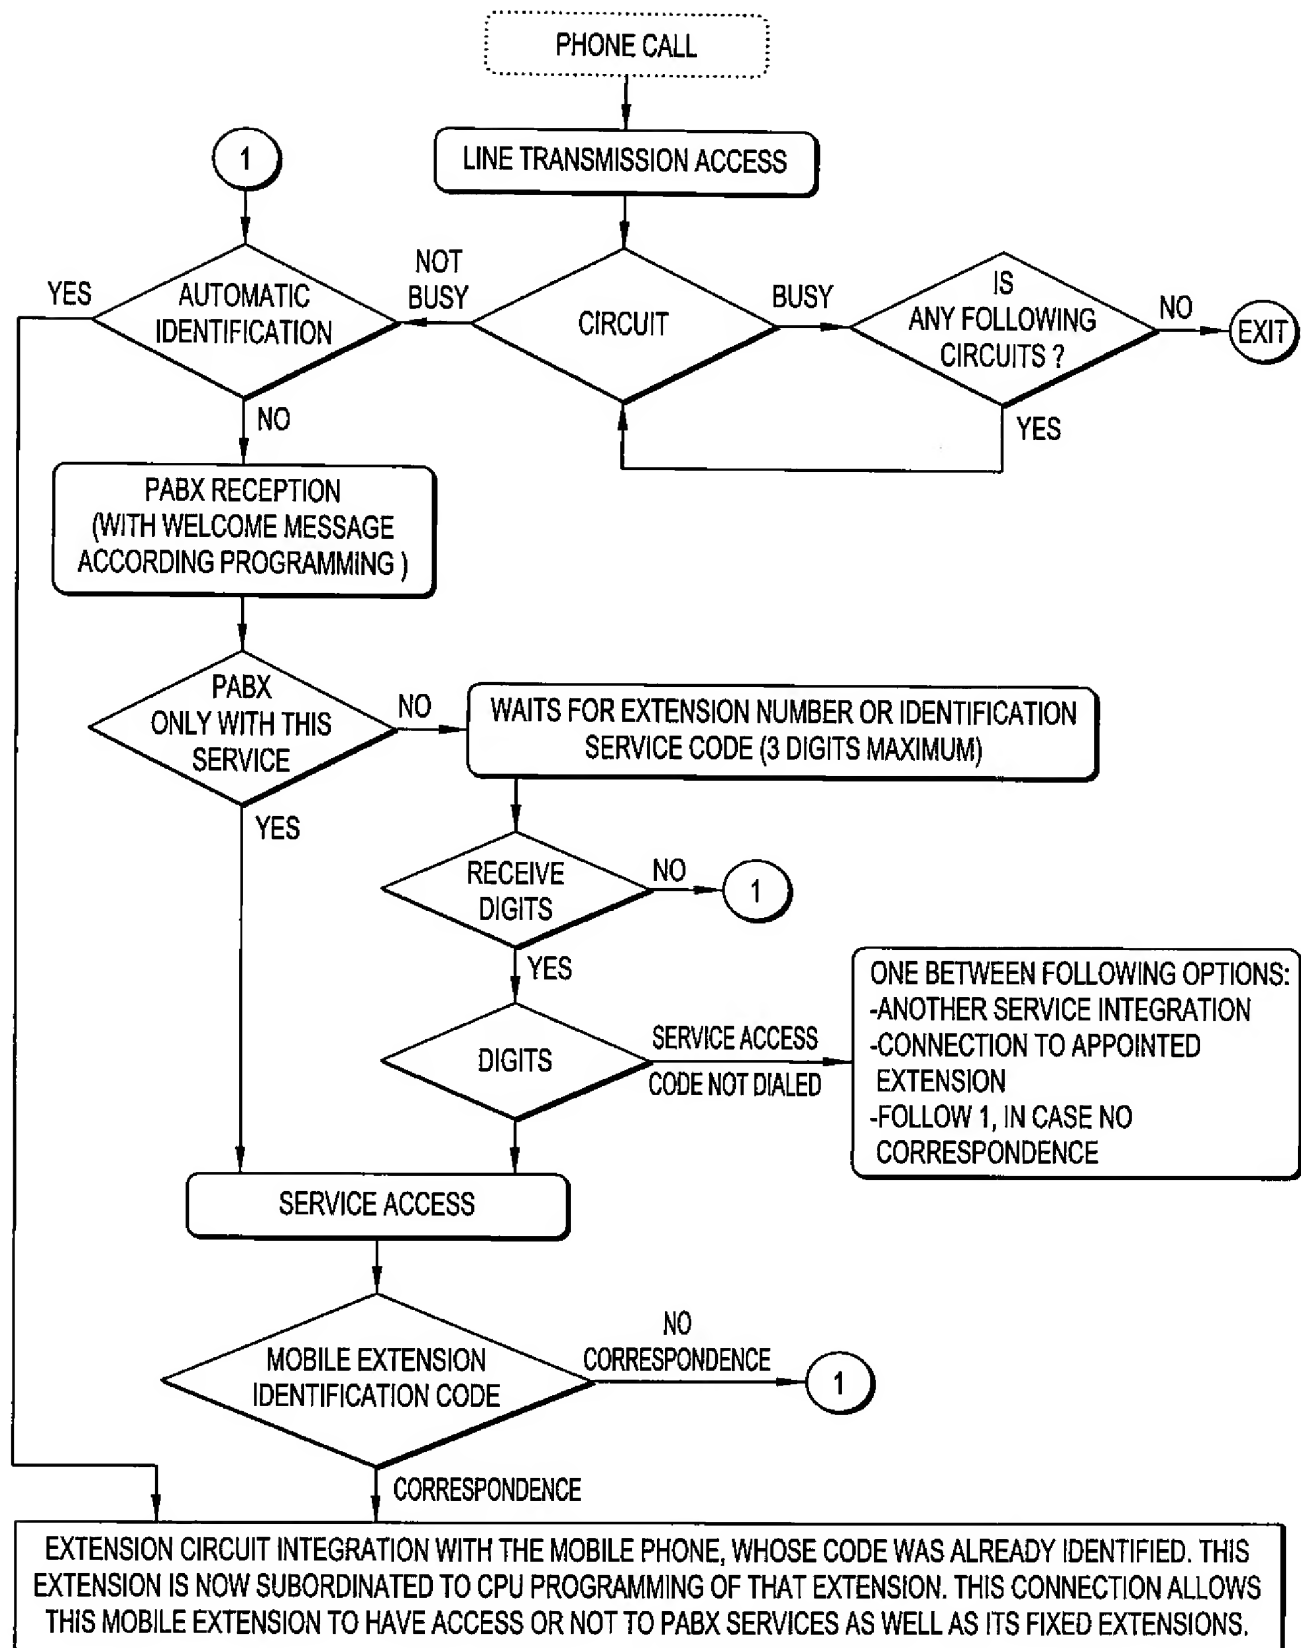 PHONE CALL
LINE TRANSMISSION ACCESS
1
YES
AUTOMATIC
IDENTIFICATION
NOT
BUSY
CIRCUIT
BUSY
IS
ANY FOLLOWING
CIRCUITS ?
NO
EXIT
YES
NO
PABX RECEPTION
(WITH WELCOME MESSAGE
ACCORDING PROGRAMMING )
PABX
ONLY WITH THIS
SERVICE
NO
WAITS FOR EXTENSION NUMBER OR IDENTIFICATION
SERVICE CODE (3 DIGITS MAXIMUM)
YES
RECEIVE
DIGITS
NO
1
YES
DIGITS
SERVICE ACCESS
CODE NOT DIALED
ONE BETWEEN FOLLOWING OPTIONS:
-ANOTHER SERVICE INTEGRATION
-CONNECTION TO APPOINTED
EXTENSION
-FOLLOW 1, IN CASE NO
CORRESPONDENCE
SERVICE ACCESS
MOBILE EXTENSION
IDENTIFICATION CODE
NO
CORRESPONDENCE
1
CORRESPONDENCE
EXTENSION CIRCUIT INTEGRATION WITH THE MOBILE PHONE, WHOSE CODE WAS ALREADY IDENTIFIED. THIS
EXTENSION IS NOW SUBORDINATED TO CPU PROGRAMMING OF THAT EXTENSION. THIS CONNECTION ALLOWS
THIS MOBILE EXTENSION TO HAVE ACCESS OR NOT TO PABX SERVICES AS WELL AS ITS FIXED EXTENSIONS.